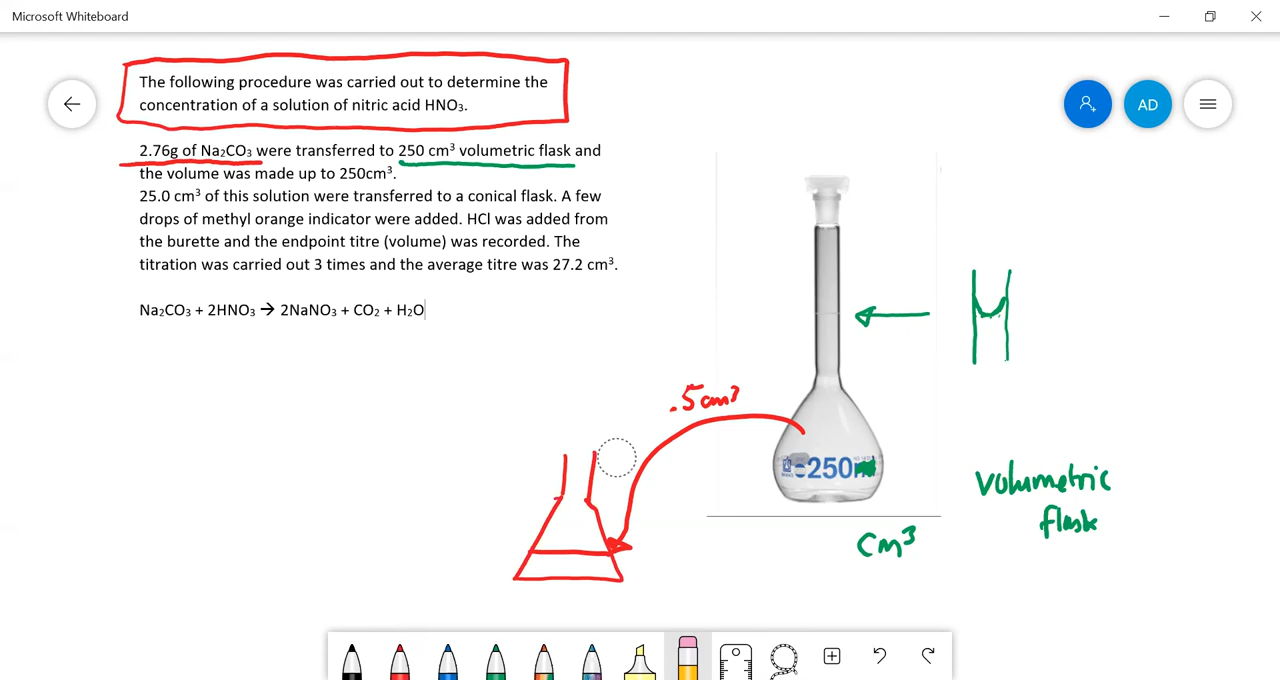 Microsoft Whiteboard
The following procedure was carried out to determine the
concentration of a solution of nitric acid HNO₃.
2.76g of Na₂CO₃ were transferred to 250 cm³ volumetric flask and
the volume was made up to 250cm³.
25.0 cm³ of this solution were transferred to a conical flask. A few
drops of methyl orange indicator were added. HCl was added from
the burette and the endpoint titre (volume) was recorded. The
titration was carried out 3 times and the average titre was 27.2 cm³.
Na₂CO₃ + 2HNO₃ → 2NaNO₃ + CO₂ + H₂O
AD
.5cm³
250
volumetric
flask
cm³